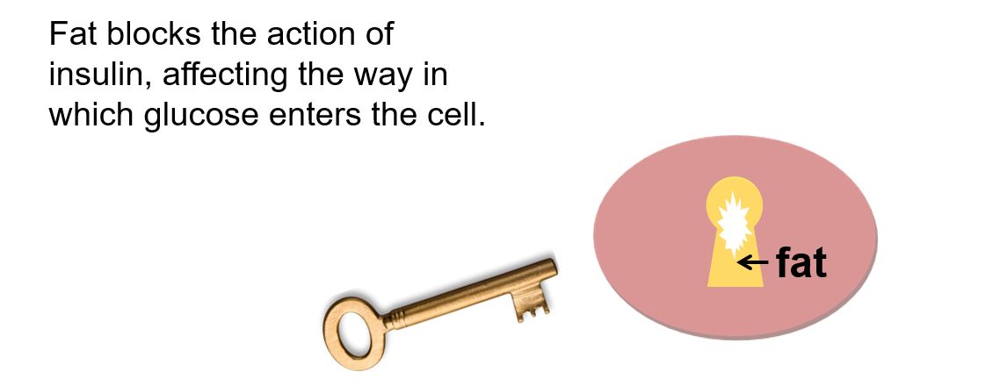 Fat blocks the action of
insulin, affecting the way in
which glucose enters the cell.
fat